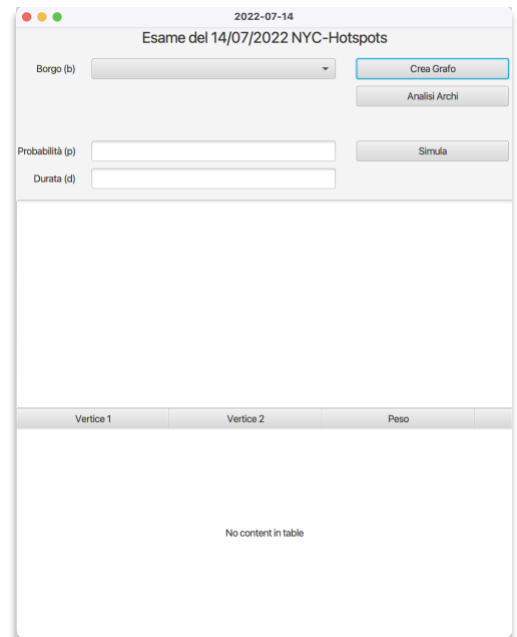 2022-07-14
Esame del 14/07/2022 NYC-Hotspots
Borgo (b) Crea Grafo
Analisi Archi
Probabilità (p) Simula
Durata (d)
Vertice 1 Vertice 2 Peso
No content in table